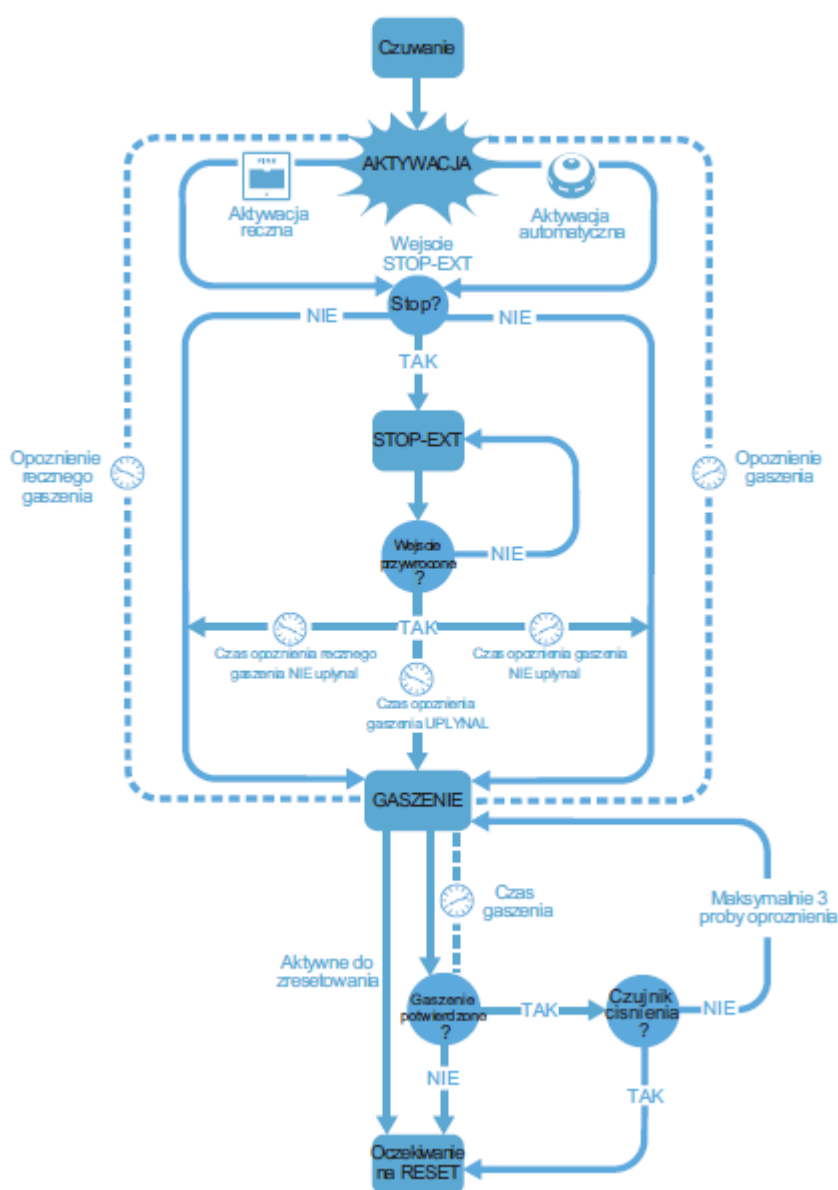 Czuwanie
AKTYWACJA
Aktywacja
reczna
Aktywacja
automatyczna
Wejscie
STOP-EXT
Stop?
NIE
NIE
TAK
STOP-EXT
Opoznienie
recznego
gaszenia
Opoznienie
gaszenia
Wejscie
przywrocone
?
NIE
TAK
Czas opoznienia recznego
gaszenia NIE uplynal
Czas opoznienia gaszenia
NIE uplynal
Czas opoznienia
gaszenia UPLYNAL
GASZENIE
Czas
gaszenia
Maksymalnie 3
proby oproznienia
Aktywne do
zresetowania
Gaszenie
potwierdzone
?
TAK
Czujnik
cisnienia
?
NIE
NIE
TAK
Oczekiwanie
na RESET